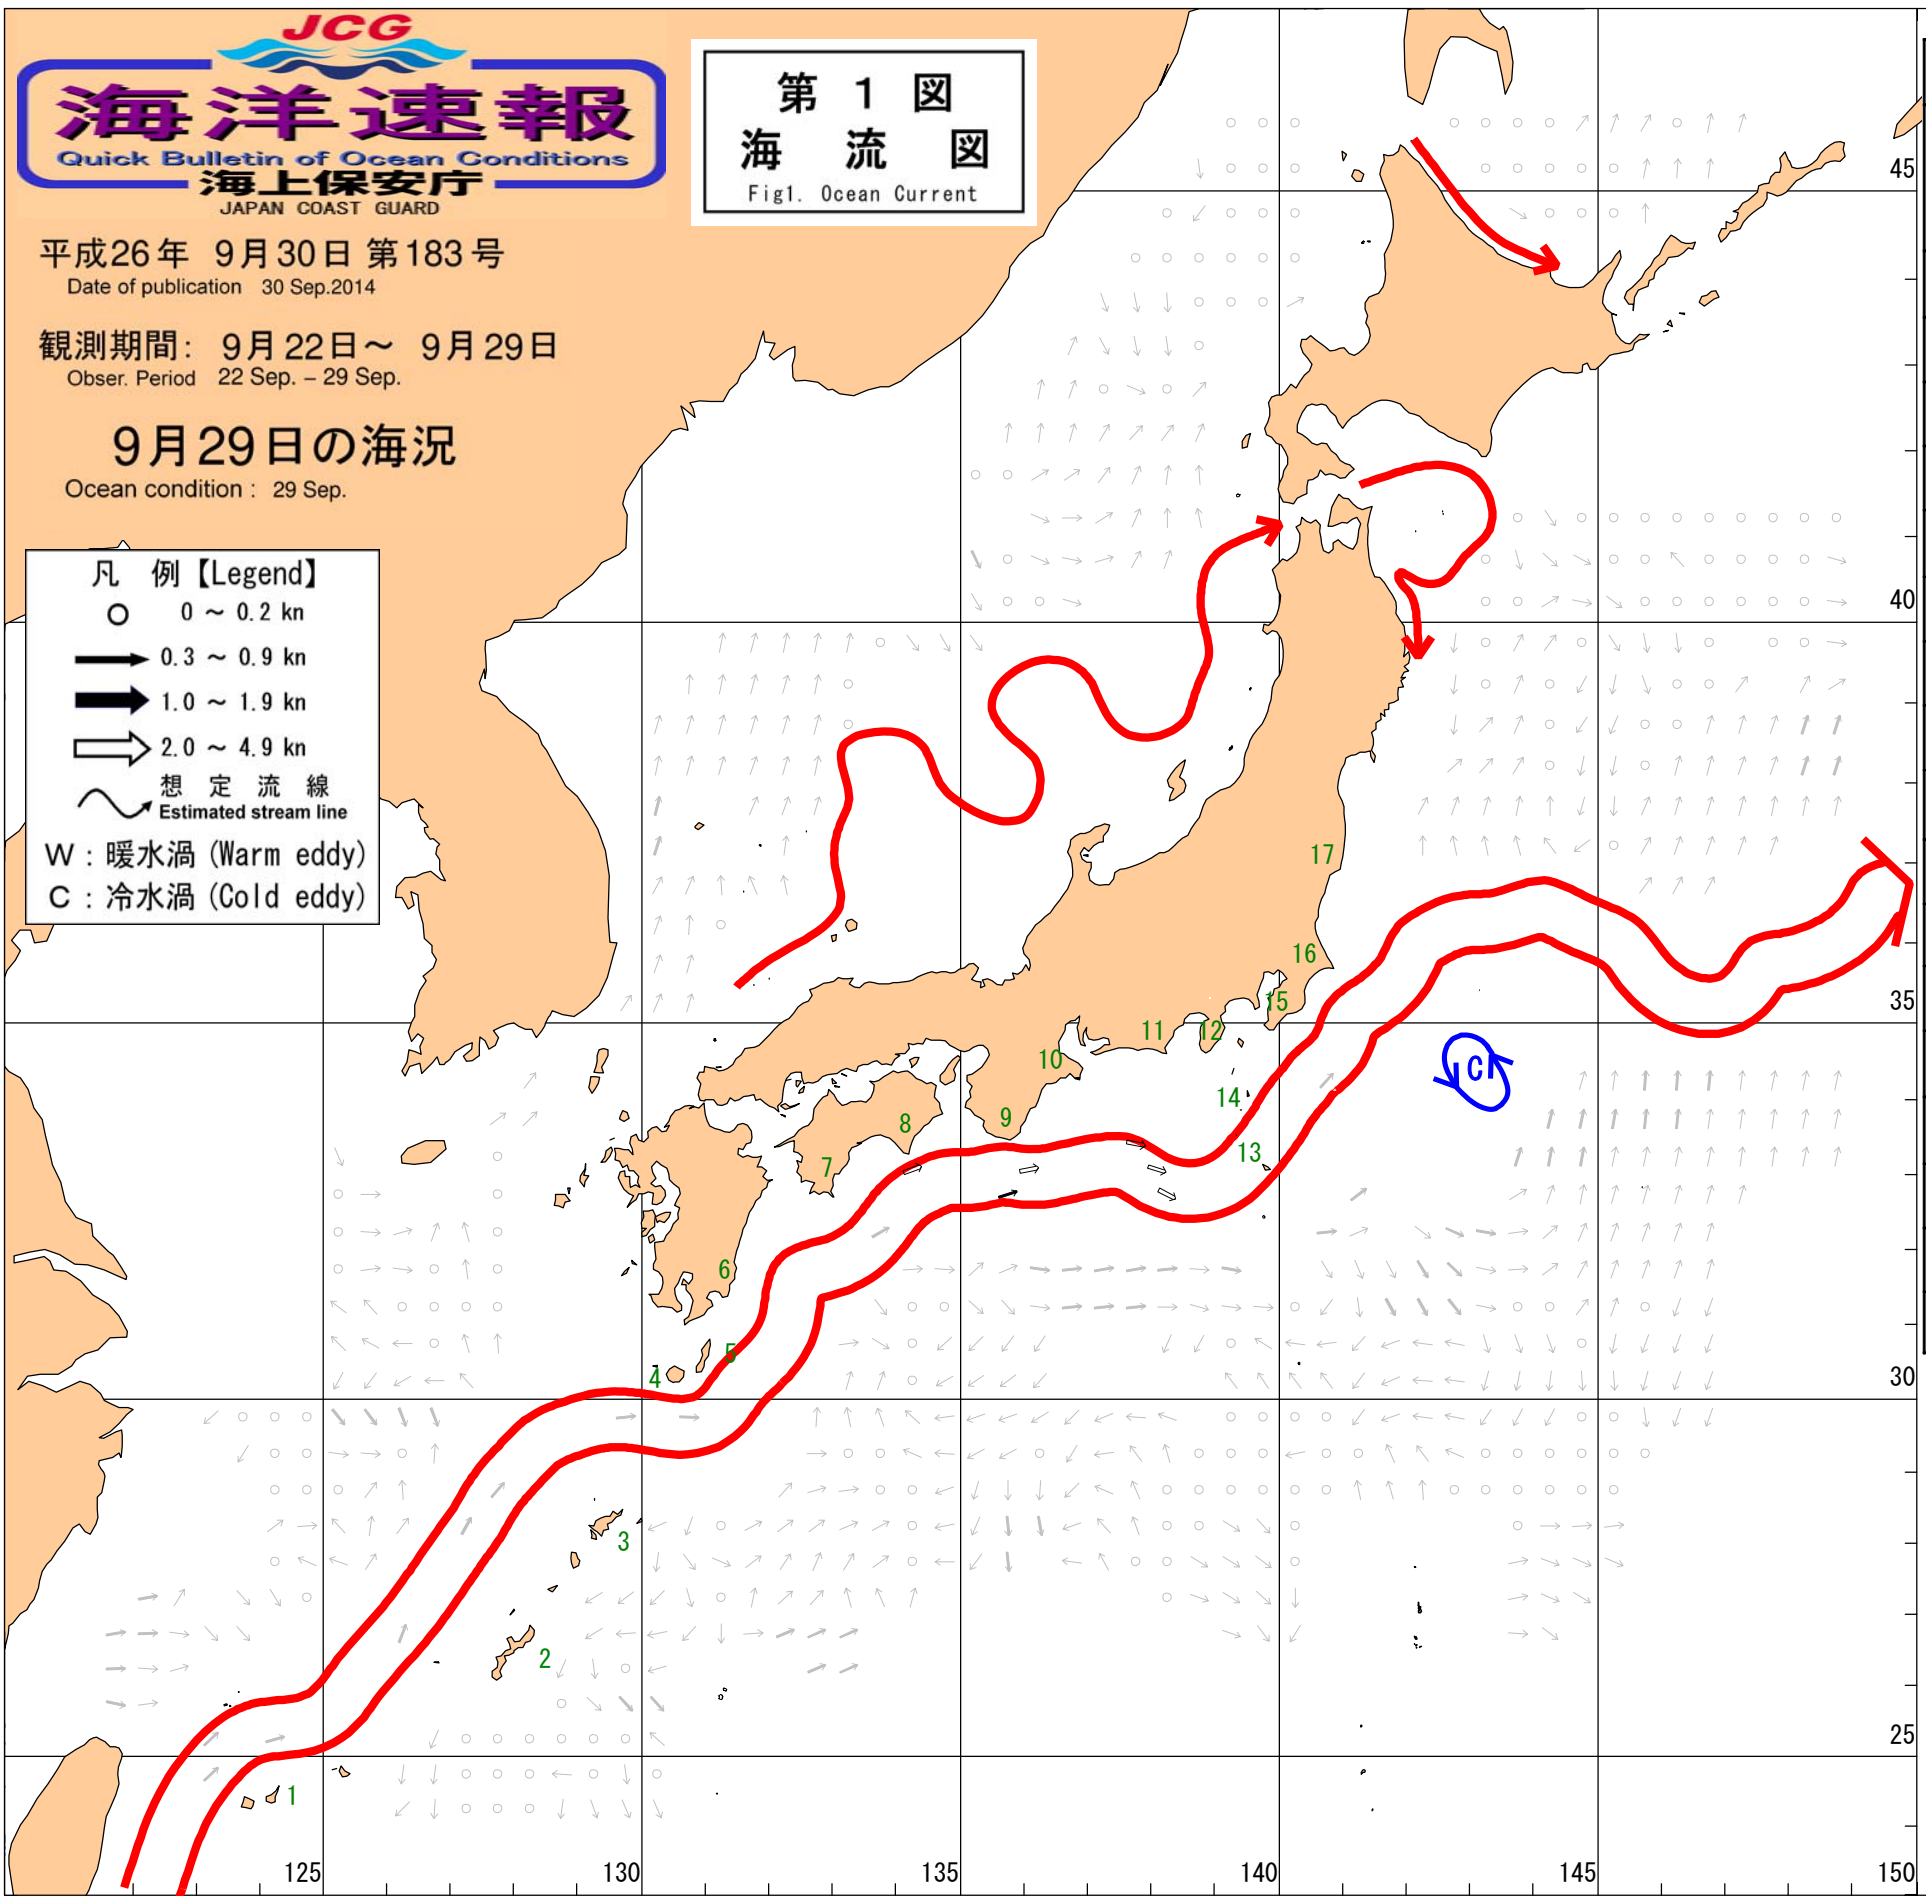 JCG
海洋速報
Quick Bulletin of Ocean Conditions
海上保安庁
JAPAN COAST GUARD
第 1 図
海 流 図
Fig1. Ocean Current
平成26年 9月30日 第183号
Date of publication 30 Sep.2014
観測期間: 9月22日~ 9月29日
Obser. Period 22 Sep. – 29 Sep.
9月29日の海況
Ocean condition : 29 Sep.
凡 例【Legend】
0 ~ 0.2 kn
0.3 ~ 0.9 kn
1.0 ~ 1.9 kn
2.0 ~ 4.9 kn
想 定 流 線
Estimated stream line
W : 暖水渦 (Warm eddy)
C : 冷水渦 (Cold eddy)
45
40
35
30
25
17
16
15
12
11
10
14
13
9
8
7
6
5
4
3
2
1
C
125
130
135
140
145
150